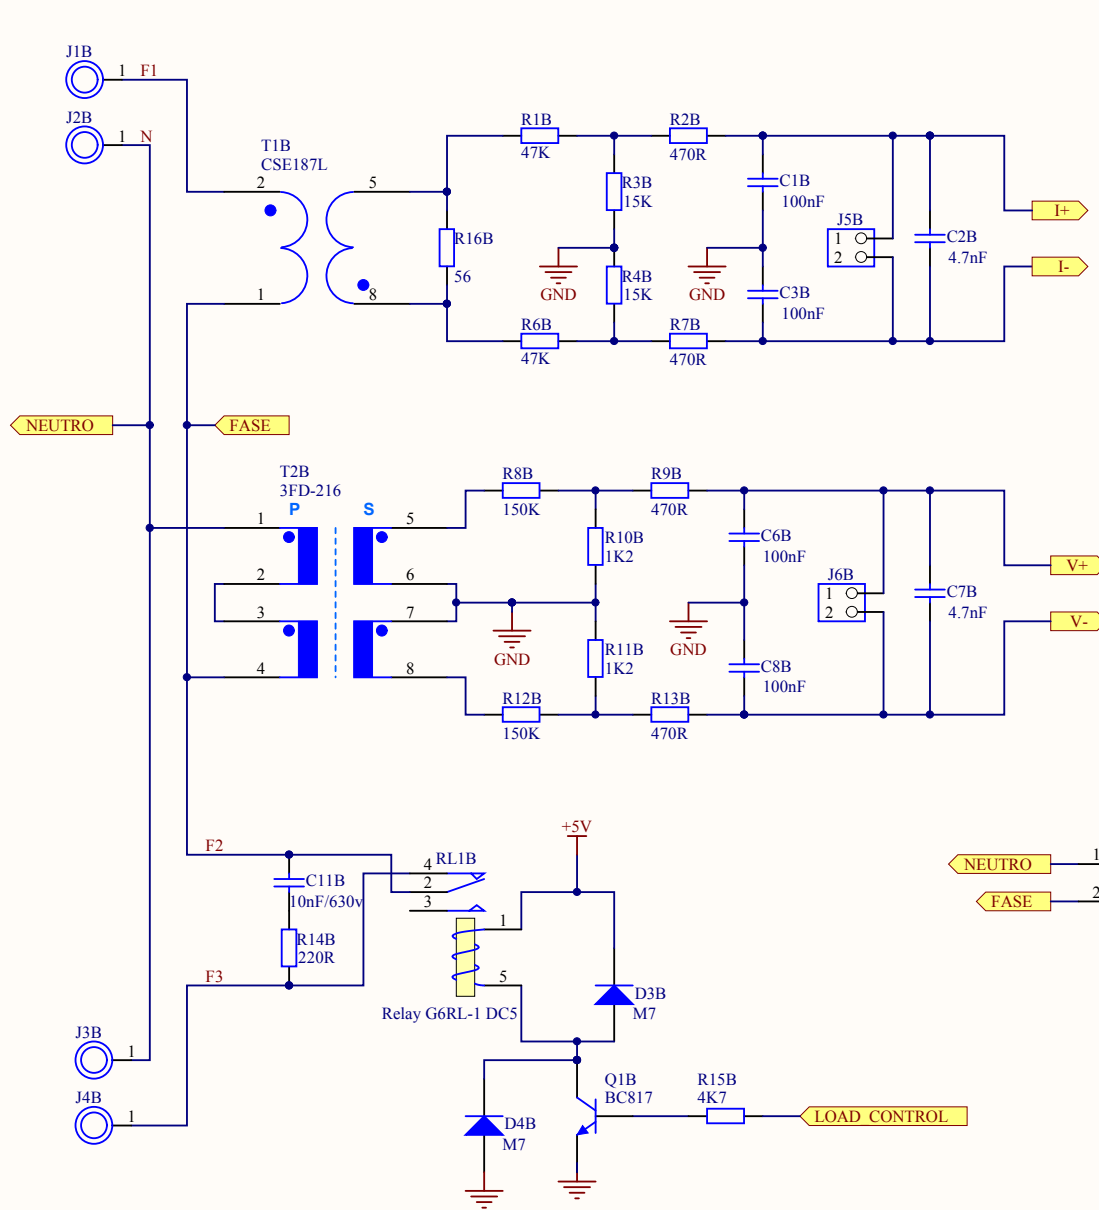 J1B
1 F1
J2B
1 N
T1B
CSE187L
2
5
1
8
R16B
56
R1B
47K
R2B
470R
R3B
15K
C1B
100nF
GND
GND
R4B
15K
C3B
100nF
J5B
1
2
C2B
4.7nF
I+
I-
R6B
47K
R7B
470R
NEUTRO
FASE
T2B
3FD-216
P S
1
5
2
6
3
7
4
8
R8B
150K
R9B
470R
R10B
1K2
C6B
100nF
GND
GND
R11B
1K2
C8B
100nF
J6B
1
2
C7B
4.7nF
V+
V-
R12B
150K
R13B
470R
F2
C11B
10nF/630v
R14B
220R
F3
RL1B
4
2
3
1
5
Relay G6RL-1 DC5
+5V
D3B
M7
NEUTRO
1
FASE
2
J3B
1
J4B
1
D4B
M7
Q1B
BC817
R15B
4K7
LOAD CONTROL